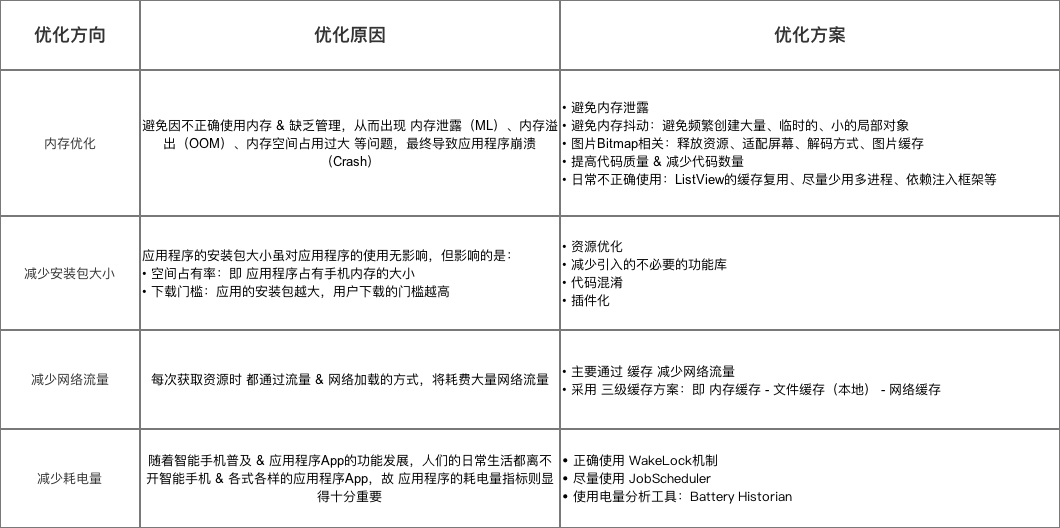 优化方向
优化原因
优化方案
内存优化
避免因不正确使用内存 & 缺乏管理，从而出现 内存泄露（ML）、内存溢
出（OOM）、内存空间占用过大 等问题，最终导致应用程序崩溃
（Crash）
• 避免内存泄露
• 避免内存抖动：避免频繁创建大量、临时的、小的局部对象
• 图片Bitmap相关：释放资源、适配屏幕、解码方式、图片缓存
• 提高代码质量 & 减少代码数量
• 日常不正确使用：ListView的缓存复用、尽量少用多进程、依赖注入框架等
减少安装包大小
应用程序的安装包大小虽对应用程序的使用无影响，但影响的是：
• 空间占有率：即 应用程序占有手机内存的大小
• 下载门槛：应用的安装包越大，用户下载的门槛越高
• 资源优化
• 减少引入的不必要的功能库
• 代码混淆
• 插件化
减少网络流量
每次获取资源时 都通过流量 & 网络加载的方式，将耗费大量网络流量
• 主要通过 缓存 减少网络流量
• 采用 三级缓存方案：即 内存缓存 - 文件缓存（本地） - 网络缓存
减少耗电量
随着智能手机普及 & 应用程序App的功能发展，人们的日常生活都离不
开智能手机 & 各式各样的应用程序App，故 应用程序的耗电量指标则显
得十分重要
• 正确使用 WakeLock机制
• 尽量使用 JobScheduler
• 使用电量分析工具：Battery Historian